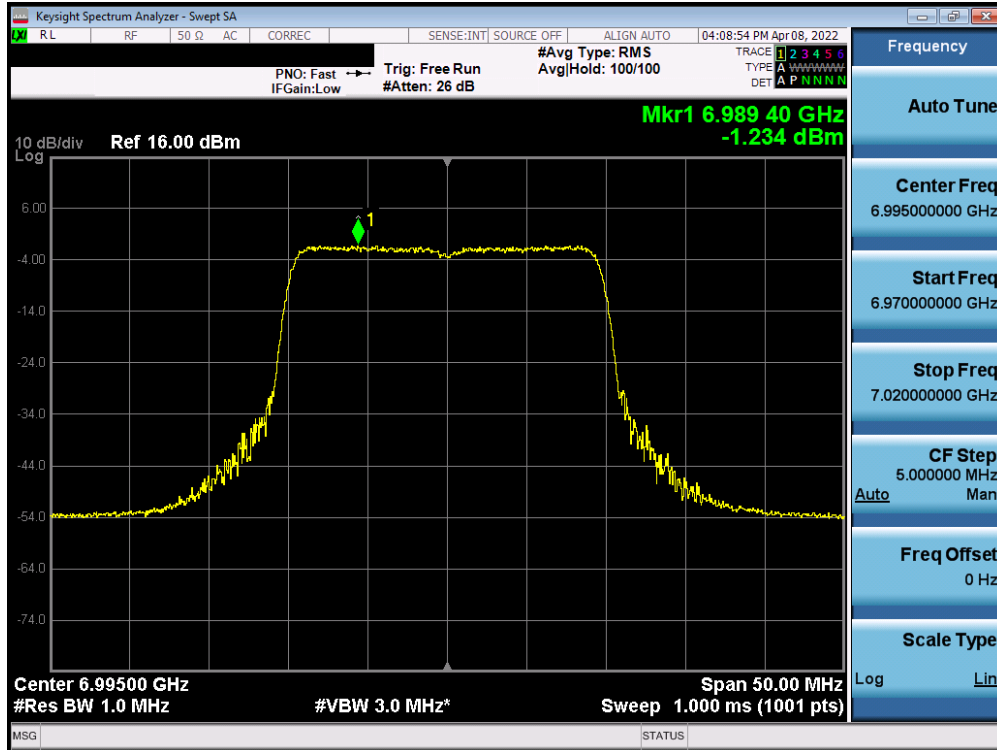 Keysight Spectrum Analyzer - Swept SA
LXI RL RF 50 Ω AC CORREC SENSE:INT SOURCE OFF ALIGN AUTO 04:08:54 PM Apr 08, 2022
Frequency
PNO: Fast
IFGain:Low
Trig: Free Run
#Atten: 26 dB
#Avg Type: RMS
Avg|Hold: 100/100
TRACE 1 2 3 4 5 6
TYPE A WWWWW
DET A P N N N N
Mkr1 6.989 40 GHz
-1.234 dBm
10 dB/div Ref 16.00 dBm
Log
6.00
-4.00
-14.0
-24.0
-34.0
-44.0
-54.0
-64.0
-74.0
1
Center 6.99500 GHz
Span 50.00 MHz
#Res BW 1.0 MHz
#VBW 3.0 MHz*
Sweep 1.000 ms (1001 pts)
MSG
STATUS
Auto Tune
Center Freq
6.995000000 GHz
Start Freq
6.970000000 GHz
Stop Freq
7.020000000 GHz
CF Step
5.000000 MHz
Auto Man
Freq Offset
0 Hz
Scale Type
Log Lin